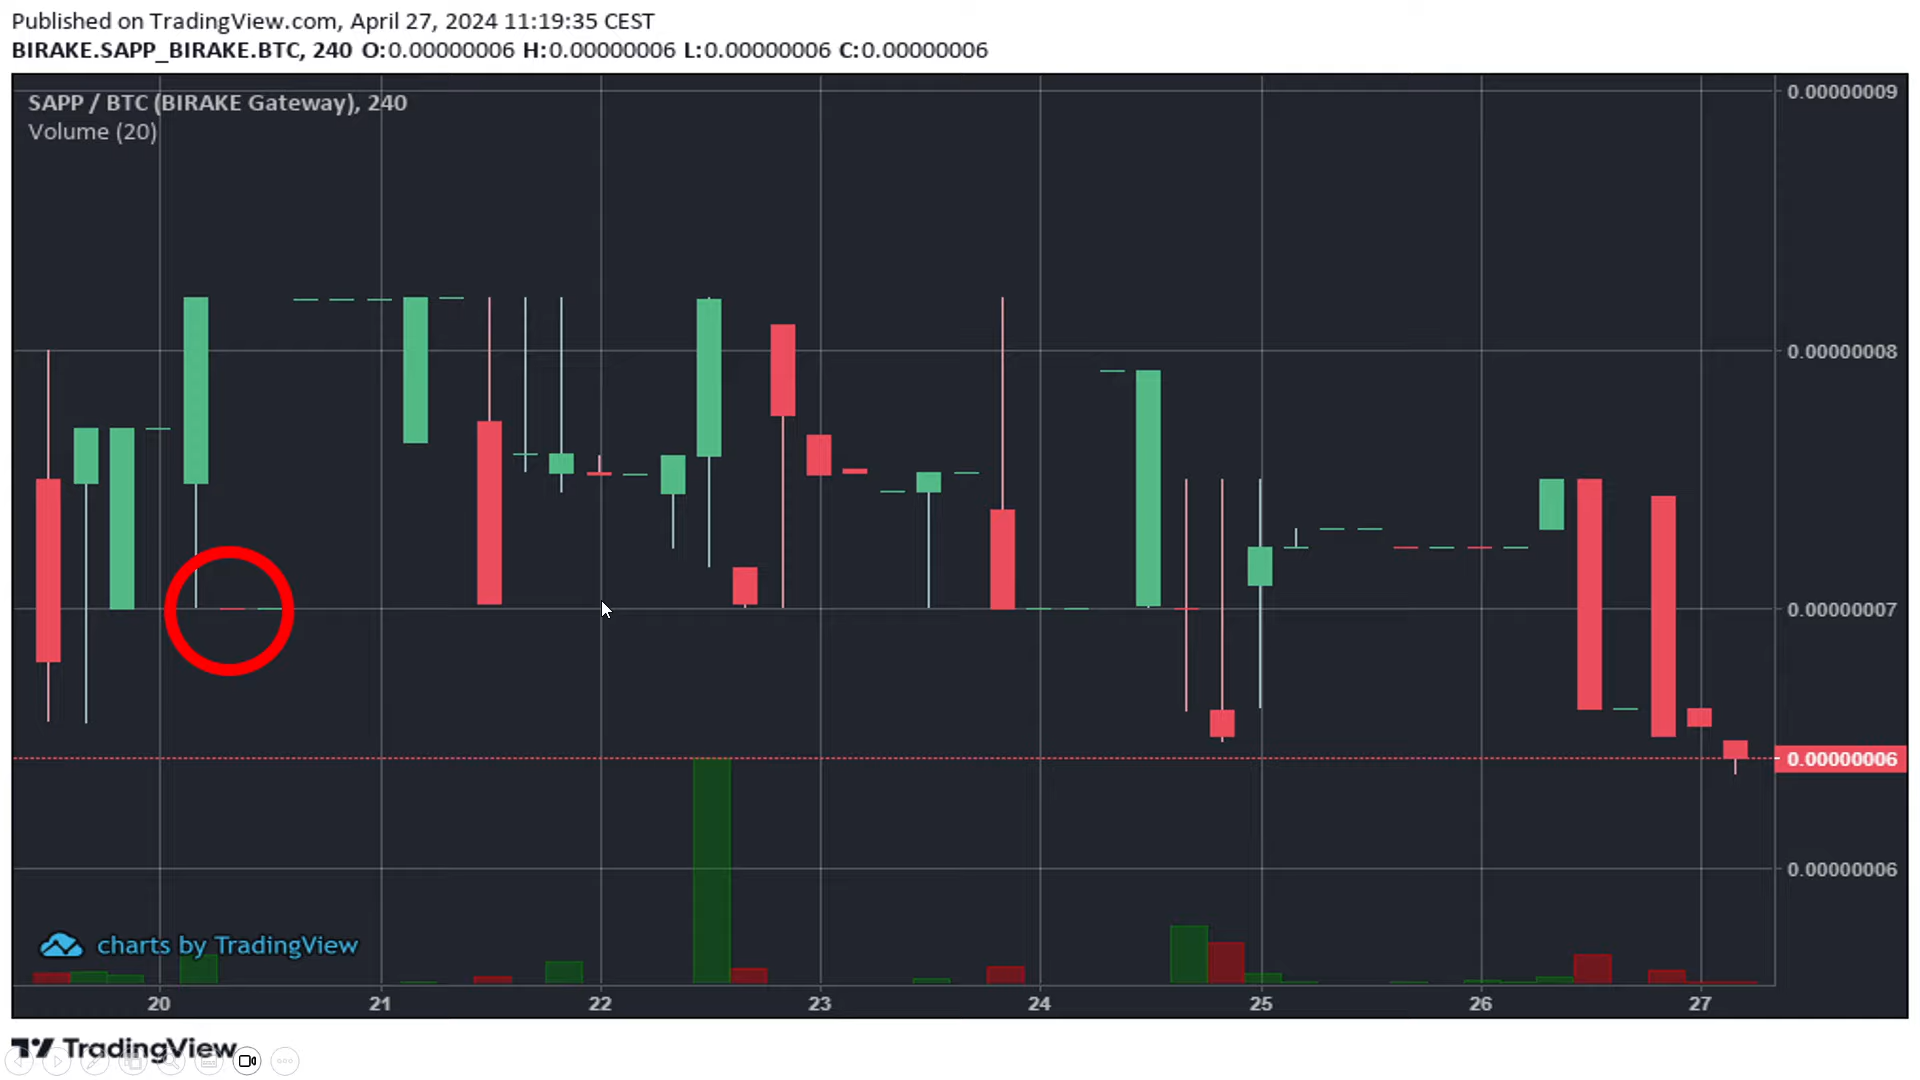 Published on TradingView.com, April 27, 2024 11:19:35 CEST
BIRAKE.SAPP_BIRAKE.BTC, 240 O:0.00000006 H:0.00000006 L:0.00000006 C:0.00000006
SAPP / BTC (BIRAKE Gateway), 240
Volume (20)
0.00000009
0.00000008
0.00000007
0.00000006
0.00000006
charts by TradingView
20 21 22 23 24 25 26 27
TradingView